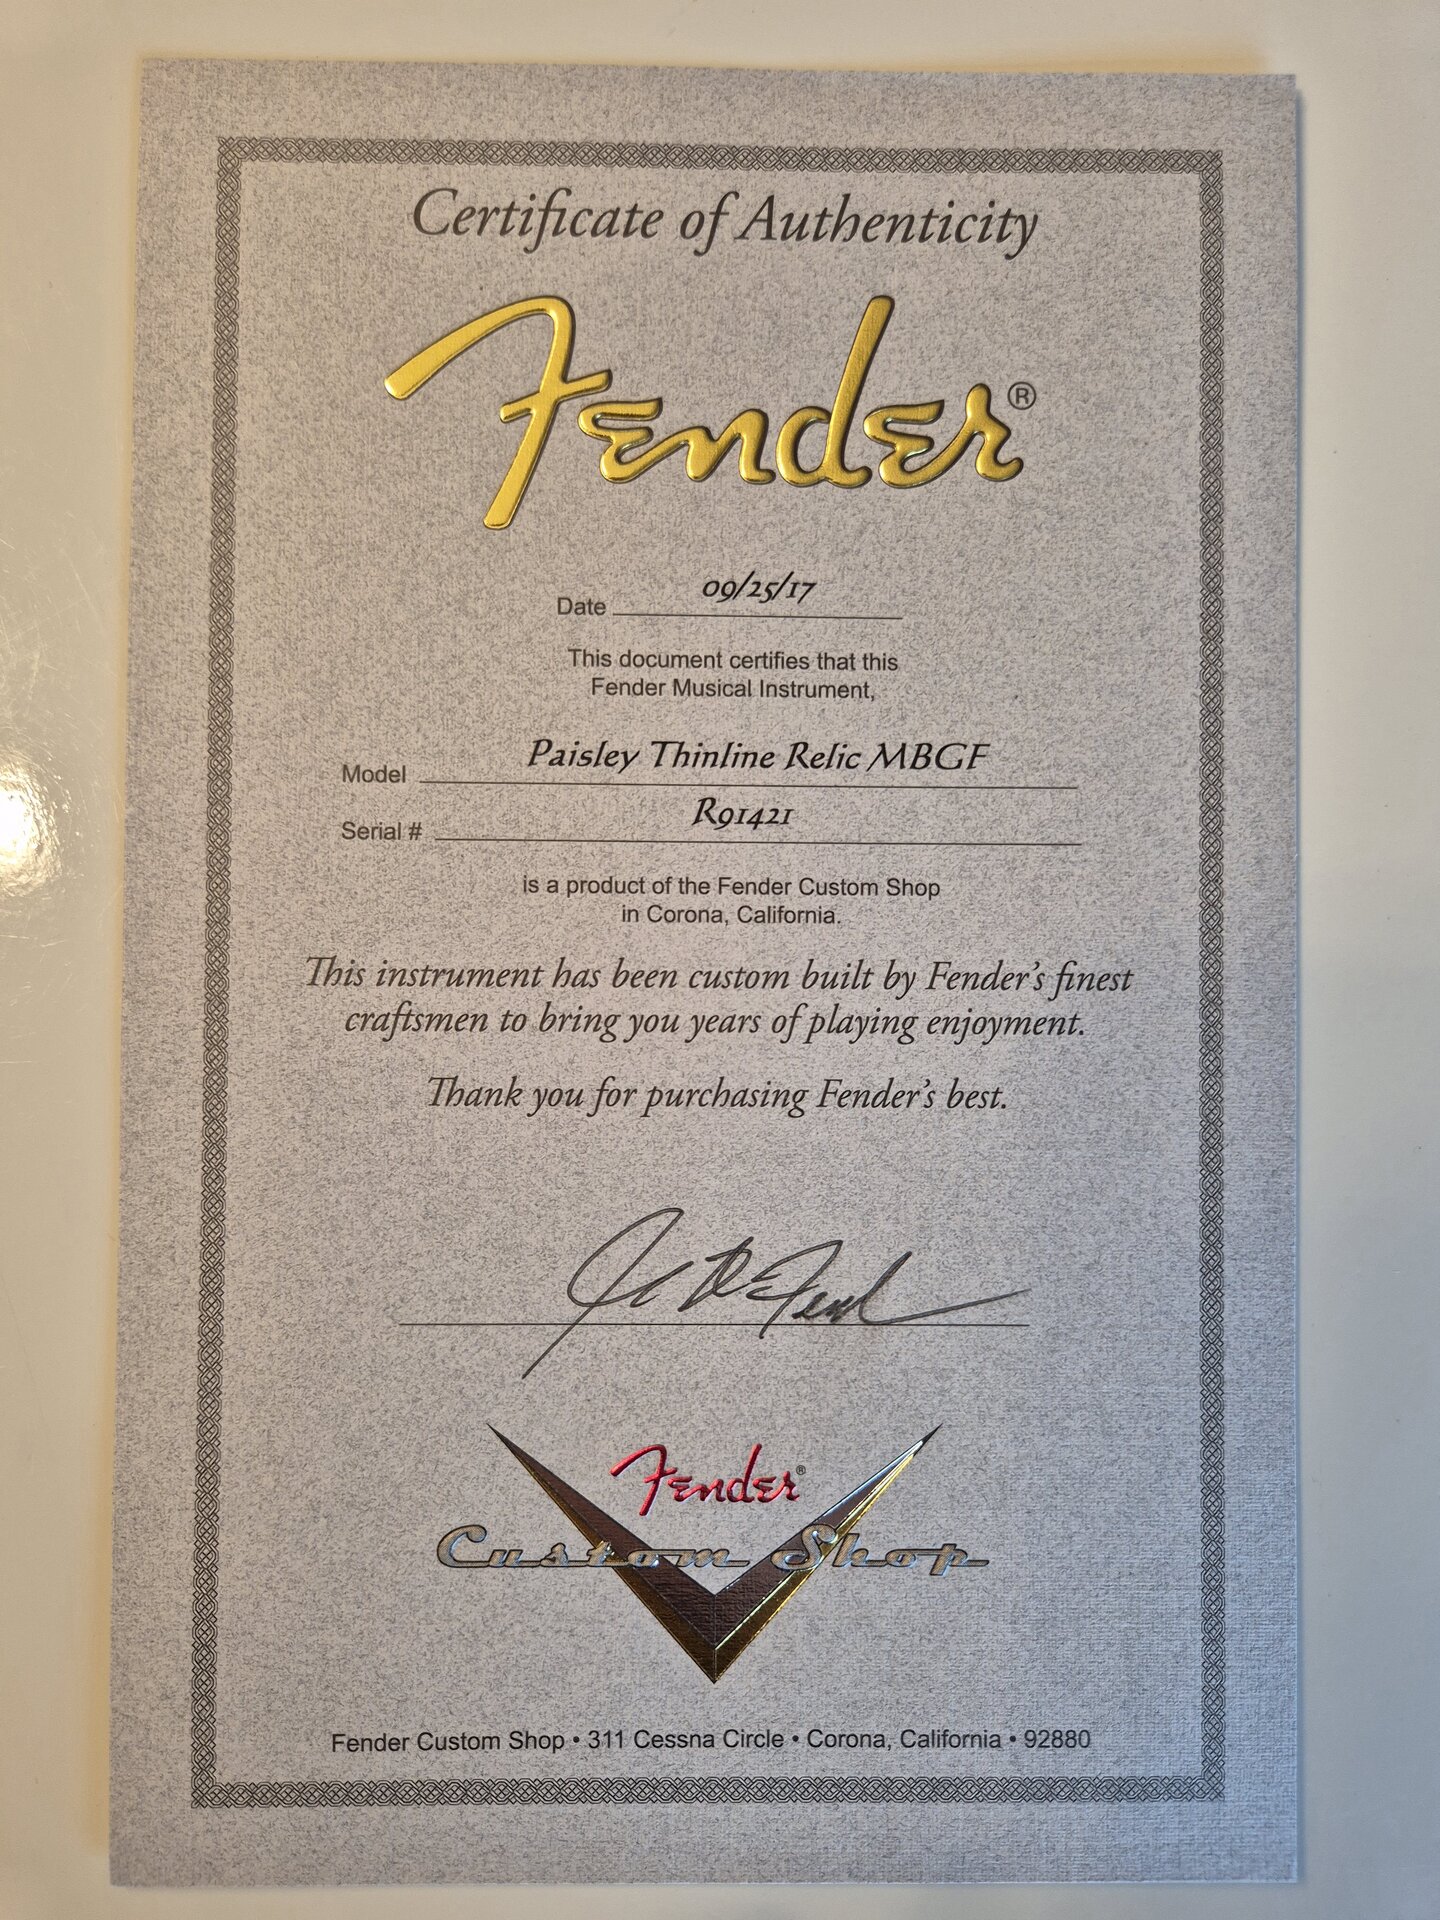 Certificate of Authenticity
Fender®
Date 09/25/17
This document certifies that this
Fender Musical Instrument,
Model Paisley Thinline Relic MBGF
Serial # R91421
is a product of the Fender Custom Shop
in Corona, California.
This instrument has been custom built by Fender's finest
craftsmen to bring you years of playing enjoyment.
Thank you for purchasing Fender's best.
Fender®
Custom Shop
Fender Custom Shop • 311 Cessna Circle • Corona, California • 92880